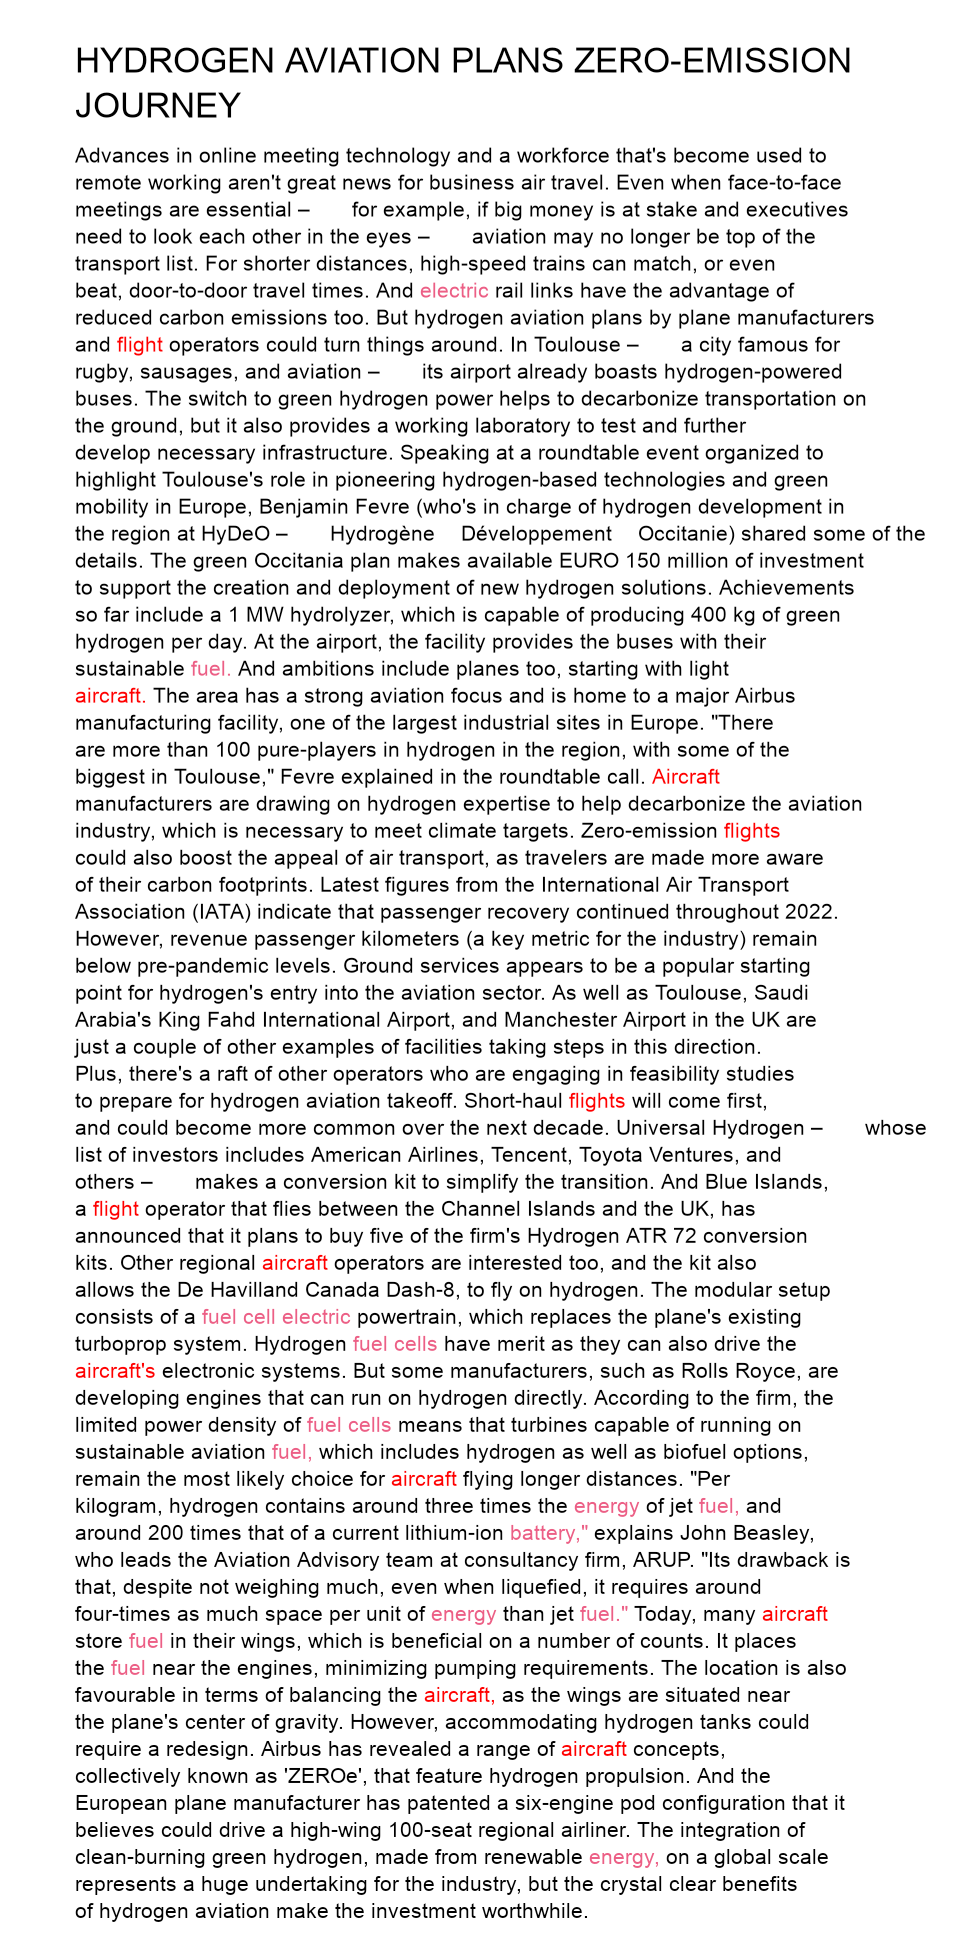 HYDROGEN AVIATION PLANS ZERO-EMISSION
JOURNEY
Advances in online meeting technology and a workforce that's become used to
remote working aren't great news for business air travel. Even when face-to-face
meetings are essential – for example, if big money is at stake and executives
need to look each other in the eyes – aviation may no longer be top of the
transport list. For shorter distances, high-speed trains can match, or even
beat, door-to-door travel times. And electric rail links have the advantage of
reduced carbon emissions too. But hydrogen aviation plans by plane manufacturers
and flight operators could turn things around. In Toulouse – a city famous for
rugby, sausages, and aviation – its airport already boasts hydrogen-powered
buses. The switch to green hydrogen power helps to decarbonize transportation on
the ground, but it also provides a working laboratory to test and further
develop necessary infrastructure. Speaking at a roundtable event organized to
highlight Toulouse's role in pioneering hydrogen-based technologies and green
mobility in Europe, Benjamin Fevre (who's in charge of hydrogen development in
the region at HyDeO – Hydrogène Développement Occitanie) shared some of the
details. The green Occitania plan makes available EURO 150 million of investment
to support the creation and deployment of new hydrogen solutions. Achievements
so far include a 1 MW hydrolyzer, which is capable of producing 400 kg of green
hydrogen per day. At the airport, the facility provides the buses with their
sustainable fuel. And ambitions include planes too, starting with light
aircraft. The area has a strong aviation focus and is home to a major Airbus
manufacturing facility, one of the largest industrial sites in Europe. "There
are more than 100 pure-players in hydrogen in the region, with some of the
biggest in Toulouse," Fevre explained in the roundtable call. Aircraft
manufacturers are drawing on hydrogen expertise to help decarbonize the aviation
industry, which is necessary to meet climate targets. Zero-emission flights
could also boost the appeal of air transport, as travelers are made more aware
of their carbon footprints. Latest figures from the International Air Transport
Association (IATA) indicate that passenger recovery continued throughout 2022.
However, revenue passenger kilometers (a key metric for the industry) remain
below pre-pandemic levels. Ground services appears to be a popular starting
point for hydrogen's entry into the aviation sector. As well as Toulouse, Saudi
Arabia's King Fahd International Airport, and Manchester Airport in the UK are
just a couple of other examples of facilities taking steps in this direction.
Plus, there's a raft of other operators who are engaging in feasibility studies
to prepare for hydrogen aviation takeoff. Short-haul flights will come first,
and could become more common over the next decade. Universal Hydrogen – whose
list of investors includes American Airlines, Tencent, Toyota Ventures, and
others – makes a conversion kit to simplify the transition. And Blue Islands,
a flight operator that flies between the Channel Islands and the UK, has
announced that it plans to buy five of the firm's Hydrogen ATR 72 conversion
kits. Other regional aircraft operators are interested too, and the kit also
allows the De Havilland Canada Dash-8, to fly on hydrogen. The modular setup
consists of a fuel cell electric powertrain, which replaces the plane's existing
turboprop system. Hydrogen fuel cells have merit as they can also drive the
aircraft's electronic systems. But some manufacturers, such as Rolls Royce, are
developing engines that can run on hydrogen directly. According to the firm, the
limited power density of fuel cells means that turbines capable of running on
sustainable aviation fuel, which includes hydrogen as well as biofuel options,
remain the most likely choice for aircraft flying longer distances. "Per
kilogram, hydrogen contains around three times the energy of jet fuel, and
around 200 times that of a current lithium-ion battery," explains John Beasley,
who leads the Aviation Advisory team at consultancy firm, ARUP. "Its drawback is
that, despite not weighing much, even when liquefied, it requires around
four-times as much space per unit of energy than jet fuel." Today, many aircraft
store fuel in their wings, which is beneficial on a number of counts. It places
the fuel near the engines, minimizing pumping requirements. The location is also
favourable in terms of balancing the aircraft, as the wings are situated near
the plane's center of gravity. However, accommodating hydrogen tanks could
require a redesign. Airbus has revealed a range of aircraft concepts,
collectively known as 'ZEROe', that feature hydrogen propulsion. And the
European plane manufacturer has patented a six-engine pod configuration that it
believes could drive a high-wing 100-seat regional airliner. The integration of
clean-burning green hydrogen, made from renewable energy, on a global scale
represents a huge undertaking for the industry, but the crystal clear benefits
of hydrogen aviation make the investment worthwhile.